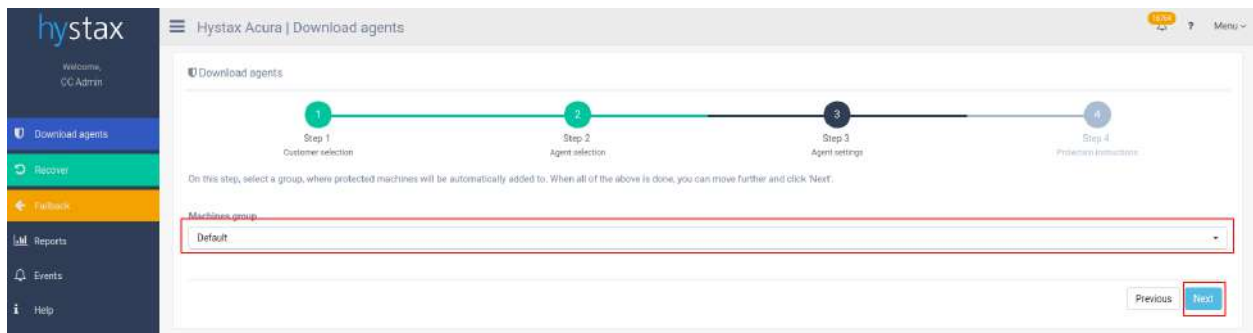 hystax
Hystax Acura | Download agents
? Menu
Welcome,
CC Admin
Download agents
Recover
Failback
Reports
Events
Help
Download agents
1
2
3
4
Step 1
Step 2
Step 3
Step 4
Customer selection
Agent selection
Agent settings
Protection instructions
On this step, select a group, where protected machines will be automatically added to. When all of the above is done, you can move further and click 'Next'.
Machines group
Default
Previous
Next